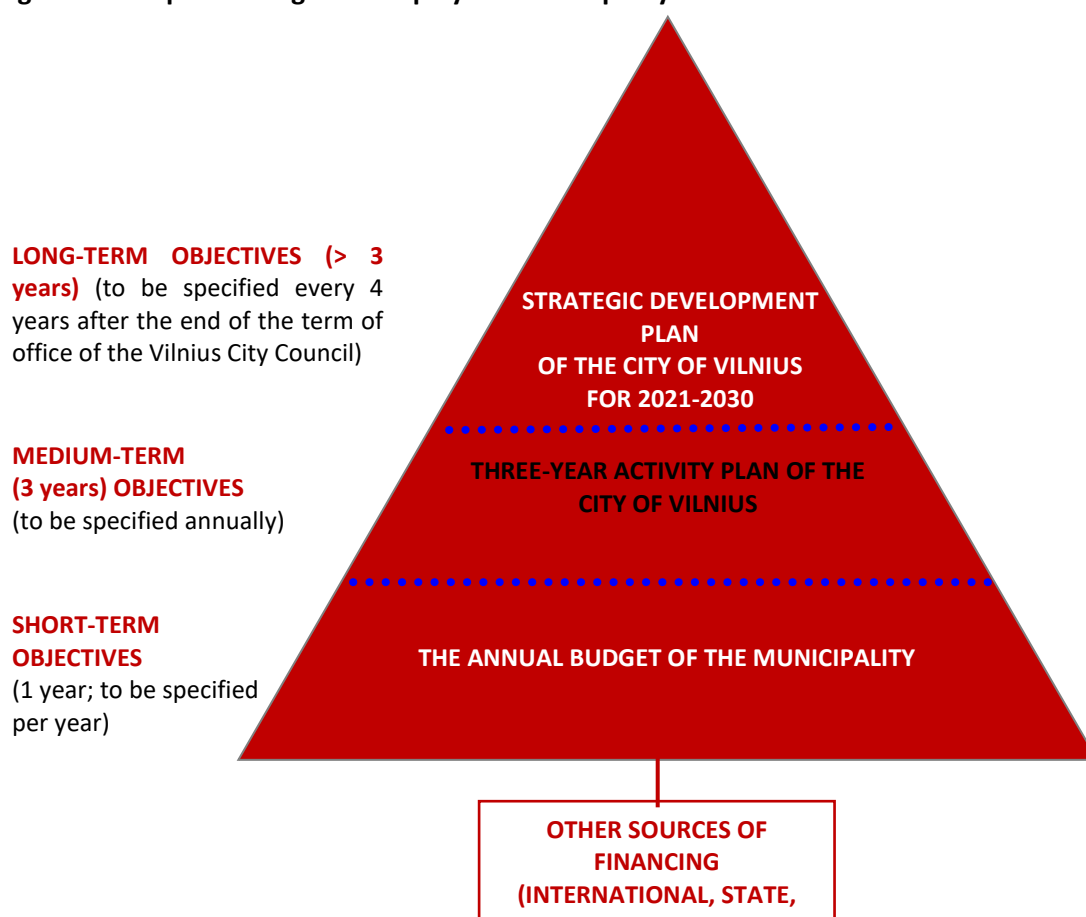 LONG-TERM OBJECTIVES (> 3
years) (to be specified every 4
years after the end of the term of
office of the Vilnius City Council)
STRATEGIC DEVELOPMENT
PLAN
OF THE CITY OF VILNIUS
FOR 2021-2030
MEDIUM-TERM
(3 years) OBJECTIVES
(to be specified annually)
THREE-YEAR ACTIVITY PLAN OF THE
CITY OF VILNIUS
SHORT-TERM
OBJECTIVES
(1 year; to be specified
per year)
THE ANNUAL BUDGET OF THE MUNICIPALITY
OTHER SOURCES OF
FINANCING
(INTERNATIONAL, STATE,